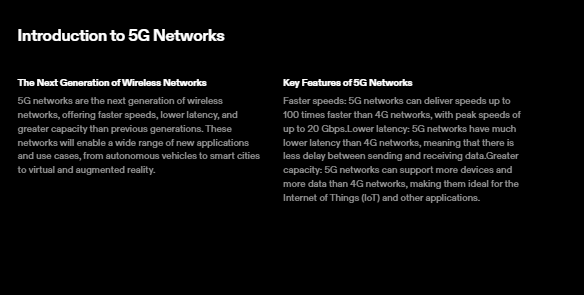 Introduction to 5G Networks
The Next Generation of Wireless Networks
5G networks are the next generation of wireless
networks, offering faster speeds, lower latency, and
greater capacity than previous generations. These
networks will enable a wide range of new applications
and use cases, from autonomous vehicles to smart cities
to virtual and augmented reality.
Key Features of 5G Networks
Faster speeds: 5G networks can deliver speeds up to
100 times faster than 4G networks, with peak speeds of
up to 20 Gbps.Lower latency: 5G networks have much
lower latency than 4G networks, meaning that there is
less delay between sending and receiving data.Greater
capacity: 5G networks can support more devices and
more data than 4G networks, making them ideal for the
Internet of Things (IoT) and other applications.